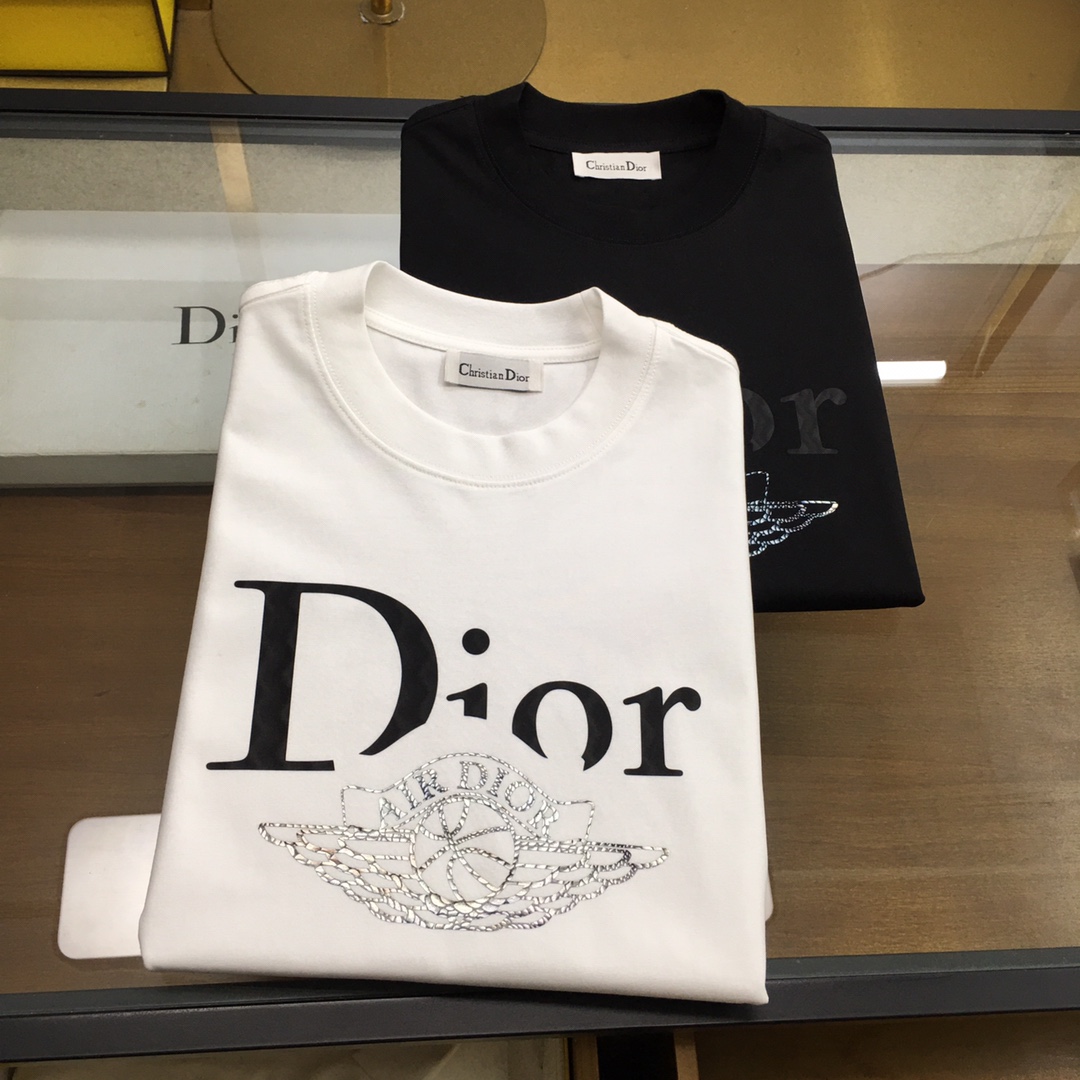 Christian Dior
Di
Christian Dior
or
Dior
AIR DIOR